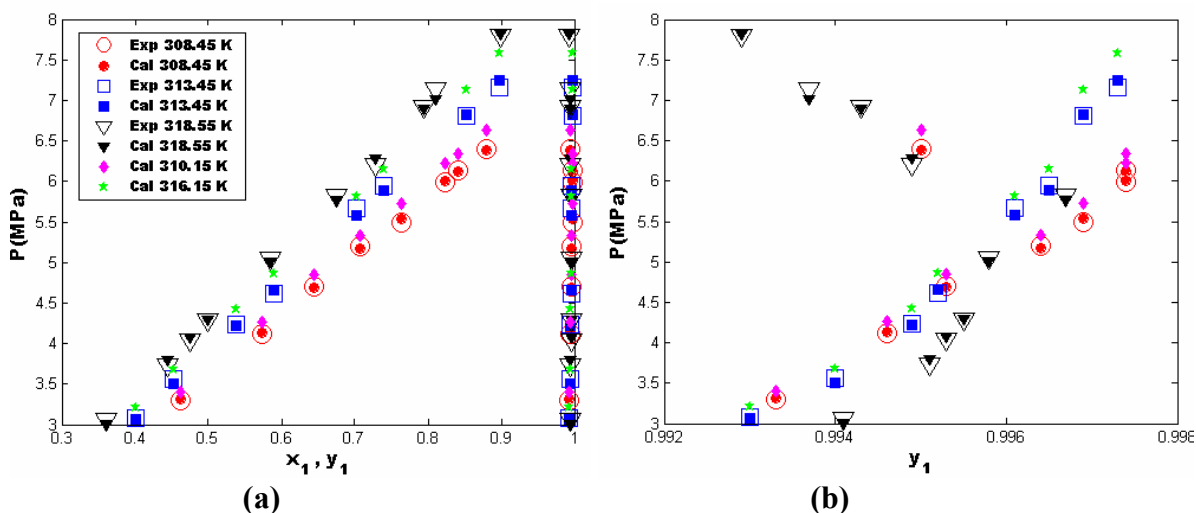 (a)
8
7.5
7
6.5
6
5.5
5
4.5
4
3.5
3
P(MPa)
Exp 308.45 K
Cal 308.45 K
Exp 313.45 K
Cal 313.45 K
Exp 318.55 K
Cal 318.55 K
Cal 310.15 K
Cal 316.15 K
0.3 0.4 0.5 0.6 0.7 0.8 0.9 1
x1 , y1
(a)
(b)
8
7.5
7
6.5
6
5.5
5
4.5
4
3.5
3
P(MPa)
0.992 0.994 0.996 0.998
y1
(b)